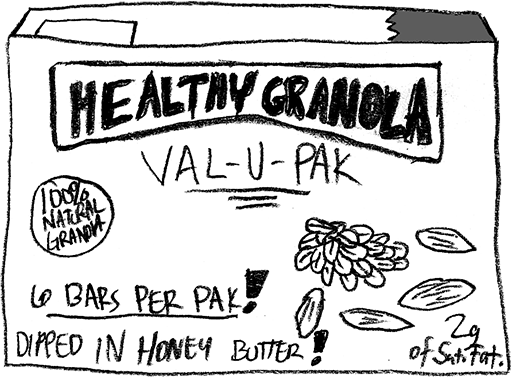 HEALTHY GRANOLA
VAL-U-PAK
100%
NATURAL
GRANOLA
6 BARS PER PAK!
DIPPED IN HONEY BUTTER!
2g
of Sat. Fat.